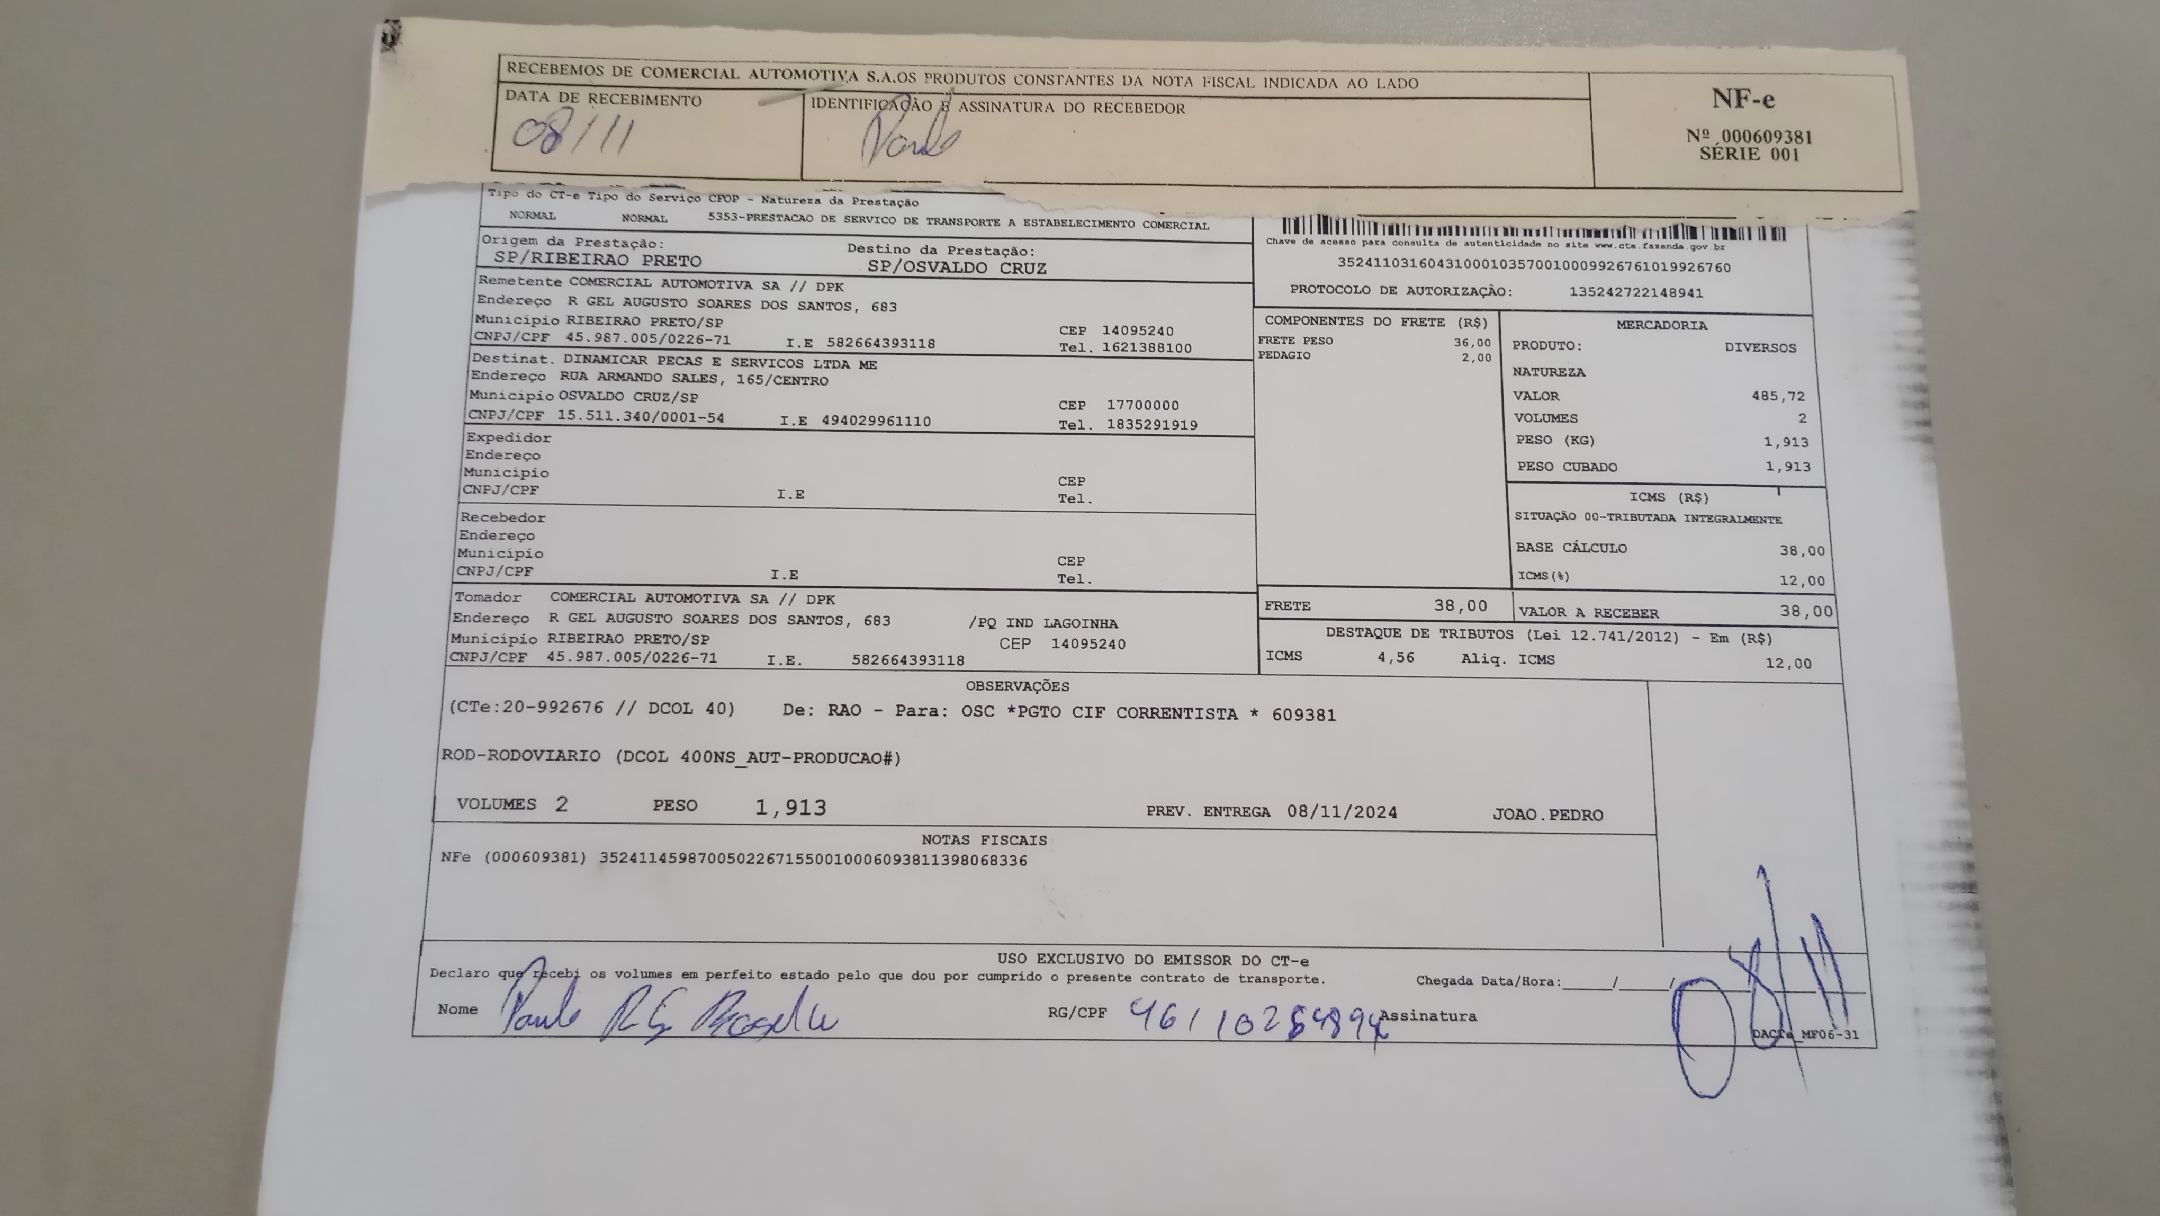 RECEBEMOS DE COMERCIAL AUTOMOTIVA S.A.OS PRODUTOS CONSTANTES DA NOTA FISCAL INDICADA AO LADO
DATA DE RECEBIMENTO
08/11
IDENTIFICAÇÃO E ASSINATURA DO RECEBEDOR
Paulo
NF-e
Nº 000609381
SÉRIE 001
Tipo do CT-e Tipo do Serviço CFOP - Natureza da Prestação
NORMAL NORMAL 5353-PRESTACAO DE SERVICO DE TRANSPORTE A ESTABELECIMENTO COMERCIAL
Origem da Prestação: Destino da Prestação:
SP/RIBEIRAO PRETO SP/OSVALDO CRUZ
Chave de acesso para consulta de autenticidade no site www.cte.fazenda.gov.br
35241103160431000103570010009926761019926760
PROTOCOLO DE AUTORIZAÇÃO: 135242722148941
Remetente COMERCIAL AUTOMOTIVA SA // DPK
Endereço R GEL AUGUSTO SOARES DOS SANTOS, 683
Municipio RIBEIRAO PRETO/SP CEP 14095240
CNPJ/CPF 45.987.005/0226-71 I.E 582664393118 Tel. 1621388100
Destinat. DINAMICAR PECAS E SERVICOS LTDA ME
Endereço RUA ARMANDO SALES, 165/CENTRO
Municipio OSVALDO CRUZ/SP CEP 17700000
CNPJ/CPF 15.511.340/0001-54 I.E 494029961110 Tel. 1835291919
Expedidor
Endereço
Municipio CEP
CNPJ/CPF I.E Tel.
Recebedor
Endereço
Municipio CEP
CNPJ/CPF I.E Tel.
Tomador COMERCIAL AUTOMOTIVA SA // DPK
Endereço R GEL AUGUSTO SOARES DOS SANTOS, 683 /PQ IND LAGOINHA
Municipio RIBEIRAO PRETO/SP CEP 14095240
CNPJ/CPF 45.987.005/0226-71 I.E. 582664393118
COMPONENTES DO FRETE (R$)
FRETE PESO 36,00
PEDAGIO 2,00
MERCADORIA
PRODUTO: DIVERSOS
NATUREZA
VALOR 485,72
VOLUMES 2
PESO (KG) 1,913
PESO CUBADO 1,913
ICMS (R$)
SITUAÇÃO 00-TRIBUTADA INTEGRALMENTE
BASE CÁLCULO 38,00
ICMS(%) 12,00
FRETE 38,00 VALOR A RECEBER 38,00
DESTAQUE DE TRIBUTOS (Lei 12.741/2012) - Em (R$)
ICMS 4,56 Aliq. ICMS 12,00
OBSERVAÇÕES
(CTe:20-992676 // DCOL 40) De: RAO - Para: OSC *PGTO CIF CORRENTISTA * 609381
ROD-RODOVIARIO (DCOL 400NS_AUT-PRODUCAO#)
VOLUMES 2 PESO 1,913 PREV. ENTREGA 08/11/2024 JOAO.PEDRO
NOTAS FISCAIS
NFe (000609381) 35241145987005022671550010006093811398068336
USO EXCLUSIVO DO EMISSOR DO CT-e
Declaro que recebi os volumes em perfeito estado pelo que dou por cumprido o presente contrato de transporte. Chegada Data/Hora:_____/_____/
08/11
Nome Paulo RG/CPF Assinatura
DACTe_MF06-31